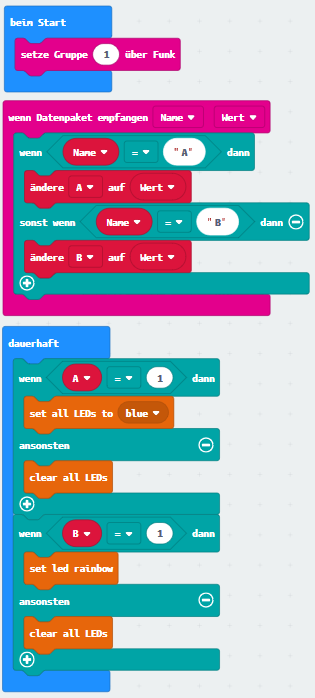 beim Start
setze Gruppe 1 über Funk
wenn Datenpaket empfangen Name Wert
wenn Name = "A" dann
ändere A auf Wert
sonst wenn Name = "B" dann
ändere B auf Wert
dauerhaft
wenn A = 1 dann
set all LEDs to blue
ansonsten
clear all LEDs
wenn B = 1 dann
set led rainbow
ansonsten
clear all LEDs